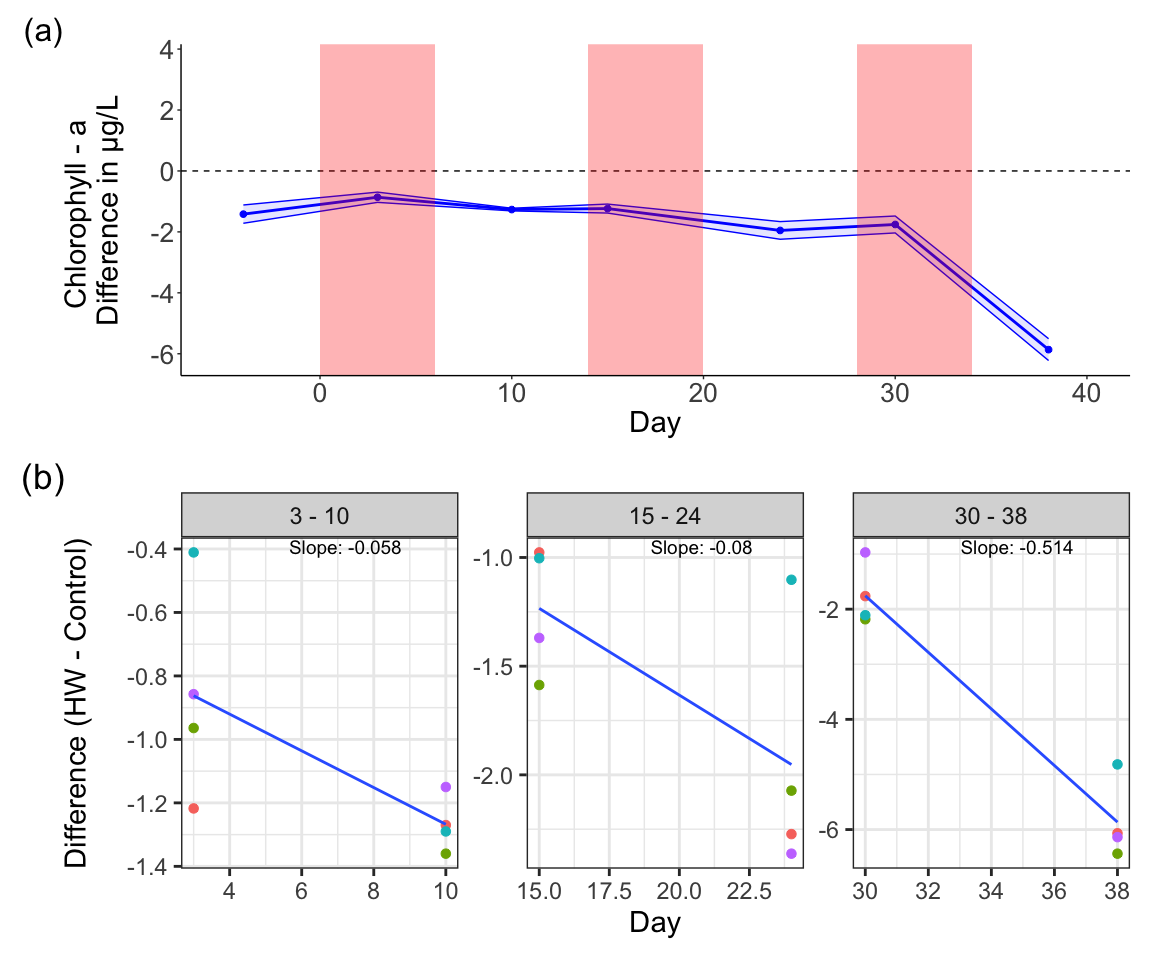 (a)
Chlorophyll - a
Difference in µg/L
4
2
0
-2
-4
-6
0 10 20 30 40
Day
(b)
Difference (HW - Control)
3 - 10
15 - 24
30 - 38
Slope: -0.058
Slope: -0.08
Slope: -0.514
-0.4
-0.6
-0.8
-1.0
-1.2
-1.4
4 6 8 10
-1.0
-1.5
-2.0
15.0 17.5 20.0 22.5
-2
-4
-6
30 32 34 36 38
Day